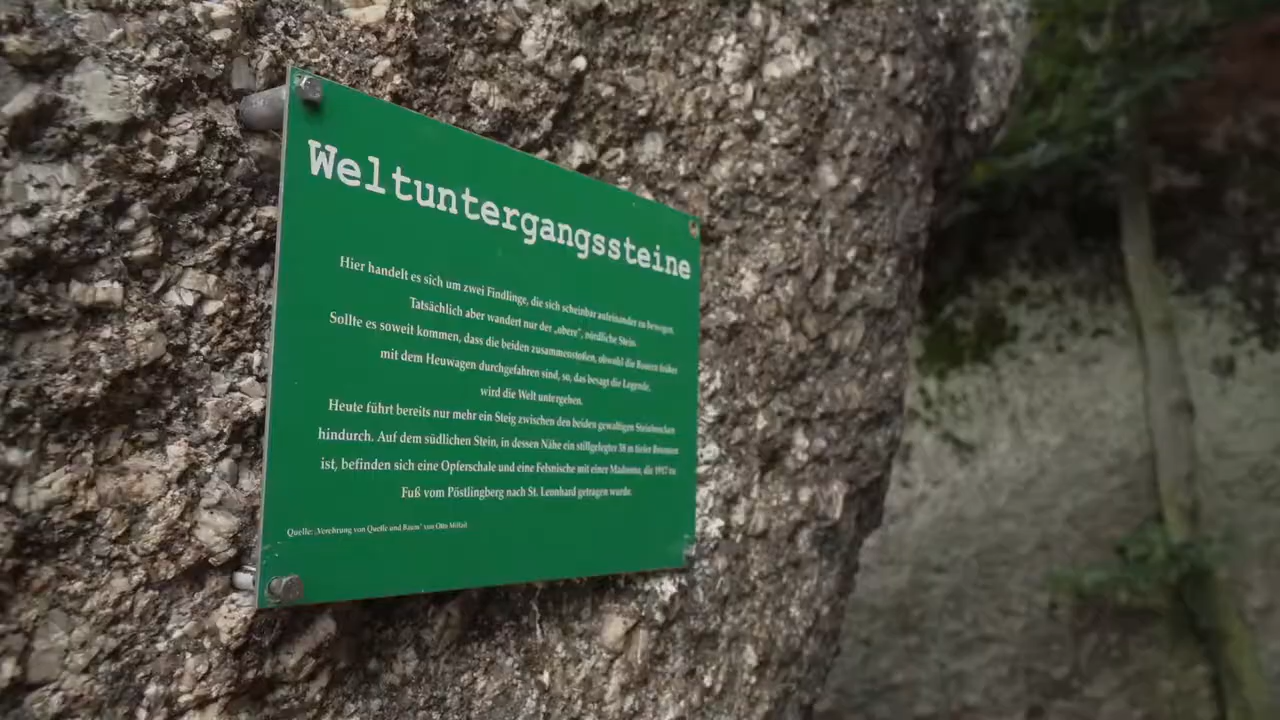 Weltuntergangssteine
Hier handelt es sich um zwei Findlinge, die sich scheinbar aufeinander zu bewegen.
Tatsächlich aber wandert nur der „obere“, nördliche Stein.
Sollte es soweit kommen, dass die beiden zusammenstoßen, obwohl die Bauern früher
mit dem Heuwagen durchgefahren sind, so, das besagt die Legende,
wird die Welt untergehen.
Heute führt bereits nur mehr ein Steig zwischen den beiden gewaltigen
hindurch. Auf dem südlichen Stein, in dessen Nähe ein stillgelegter 38 m tiefer Brunnen
ist, befinden sich eine Opferschale und eine Felsnische mit einer Madonna, die 1957 zu
Fuß vom Pöstlingberg nach St. Leonhard getragen wurde.
Quelle: „Verehrung von Quelle und Baum“ von Otto